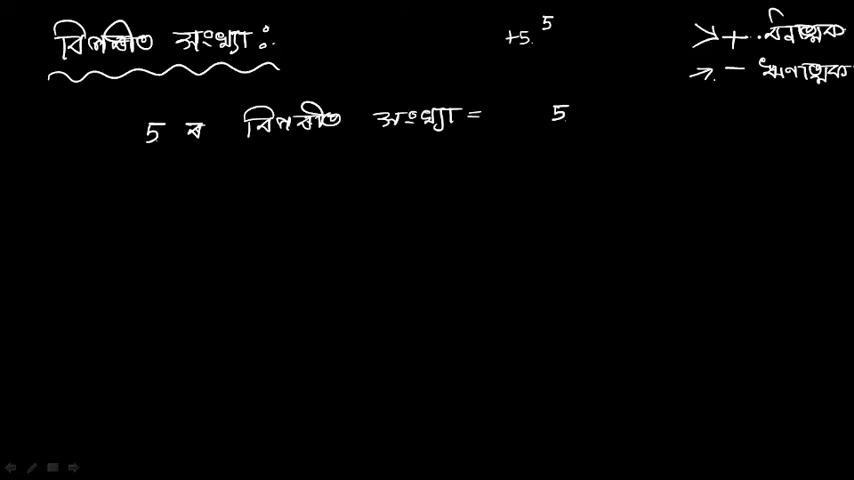 বিপৰীত সংখ্যা :
+5. 5
→ + . ধনাত্মক
→ - ঋণাত্মক
5 ৰ বিপৰীত সংখ্যা = 5